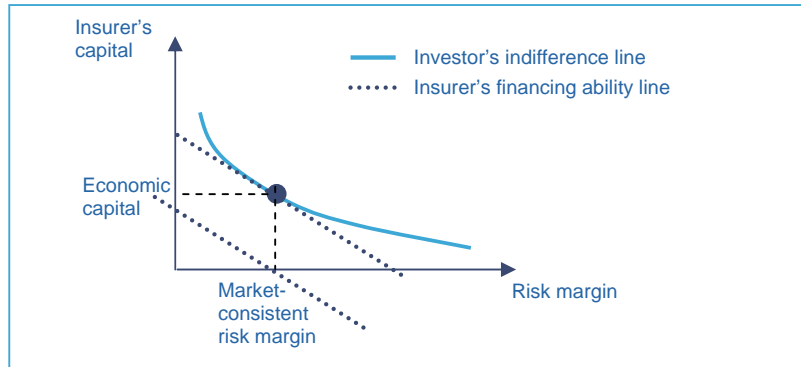 Insurer's
capital
Investor's indifference line
Insurer's financing ability line
Economic
capital
Market-
consistent
risk margin
Risk margin